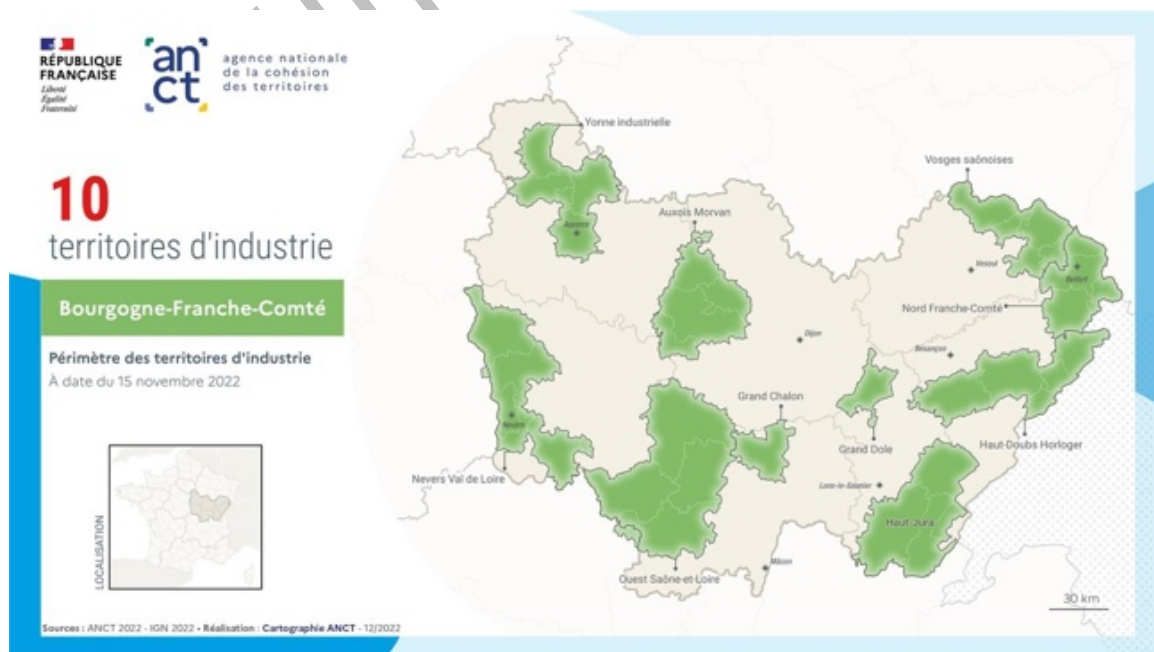 RÉPUBLIQUE
FRANÇAISE
Liberté
Égalité
Fraternité
anct
agence nationale
de la cohésion
des territoires
10
territoires d'industrie
Bourgogne-Franche-Comté
Périmètre des territoires d'industrie
À date du 15 novembre 2022
LOCALISATION
Sources : ANCT 2022 - IGN 2022 • Réalisation : Cartographie ANCT - 12/2022
Yonne industrielle
Vosges saônoises
Auxois Morvan
Auxerre
Vesoul
Belfort
Nord Franche-Comté
Dijon
Besançon
Grand Chalon
Nevers
Grand Dole
Haut-Doubs Horloger
Nevers Val de Loire
Lons-le-Saunier
Haut-Jura
Mâcon
Ouest Saône-et-Loire
30 km